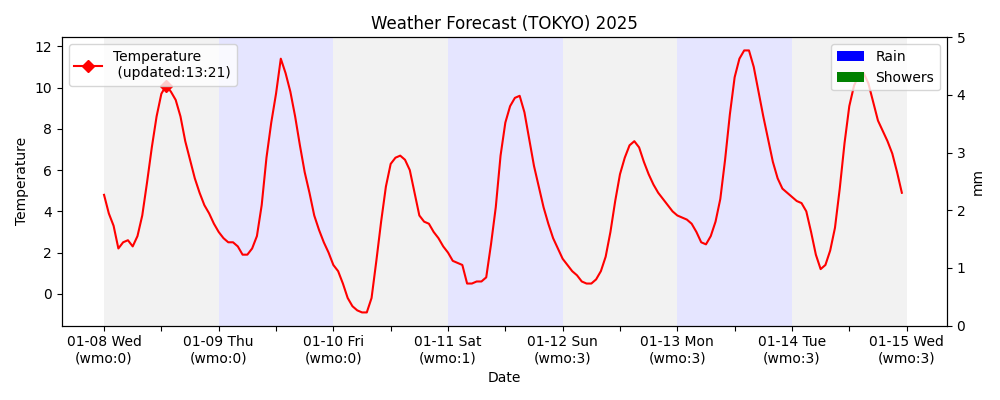 Weather Forecast (TOKYO) 2025
Temperature
(updated:13:21)
Rain
Showers
12
10
8
6
4
2
0
Temperature
5
4
3
2
1
0
mm
01-08 Wed
(wmo:0)
01-09 Thu
(wmo:0)
01-10 Fri
(wmo:0)
01-11 Sat
(wmo:1)
01-12 Sun
(wmo:3)
01-13 Mon
(wmo:3)
01-14 Tue
(wmo:3)
01-15 Wed
(wmo:3)
Date